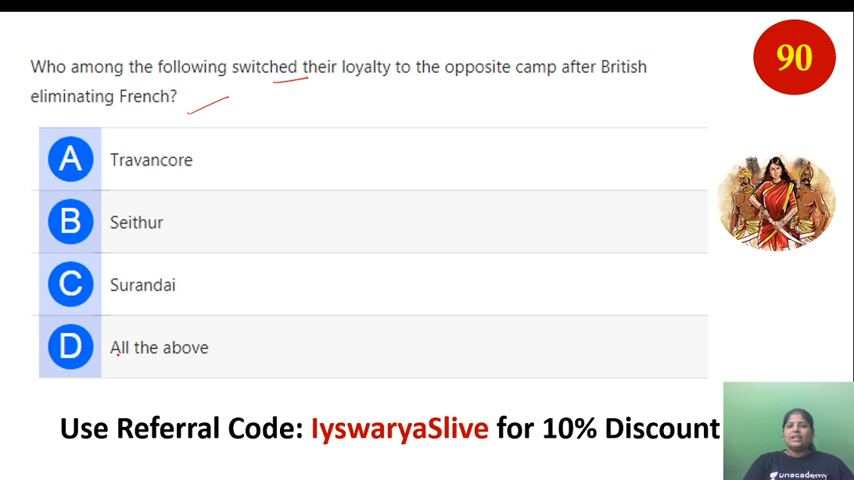 90
Who among the following switched their loyalty to the opposite camp after British
eliminating French?
A Travancore
B Seithur
C Surandai
D All the above
Use Referral Code: IyswaryaSlive for 10% Discount
unacademy